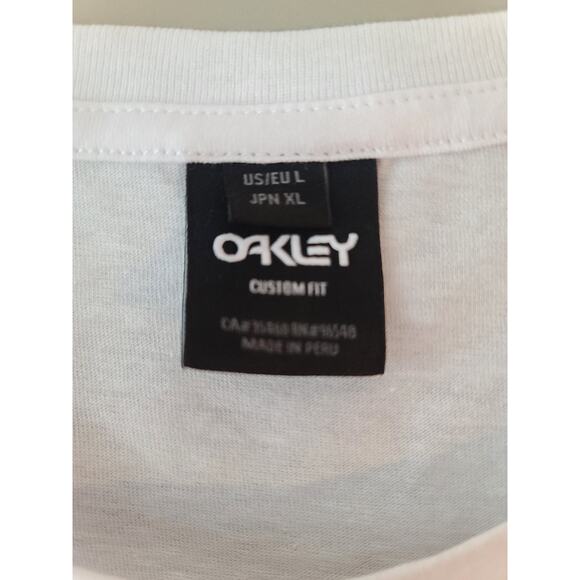 US/EU L
JPN XL
OAKLEY
CUSTOM FIT
MADE IN PERU